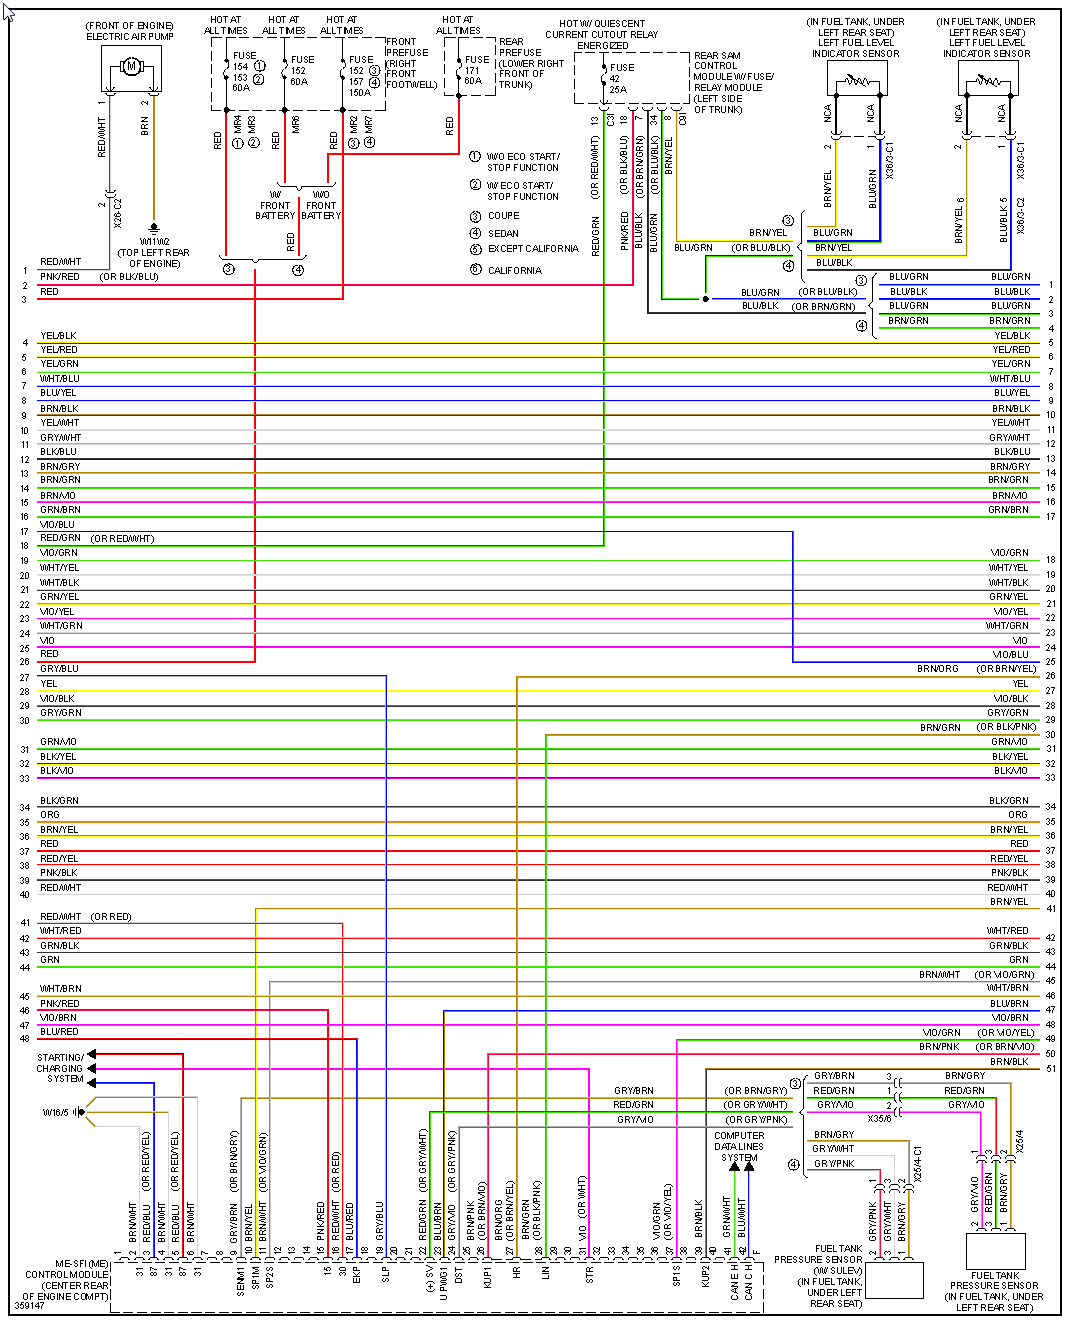 (FRONT OF ENGINE)
ELECTRIC AIR PUMP
M
1
2
RED/WHT
BRN
2
X26-C2
W11W2
(TOP LEFT REAR
OF ENGINE)
HOT AT
ALL TIMES
HOT AT
ALL TIMES
HOT AT
ALL TIMES
FUSE
154
153
60A
1
2
FUSE
152
60A
FUSE
152
157
150A
3
4
FRONT
PREFUSE
(RIGHT
FRONT
FOOTWELL)
RED
MR4
MR3
1
2
RED
MR6
RED
MR2
MR7
3
4
HOT AT
ALL TIMES
FUSE
171
60A
REAR
PREFUSE
(LOWER RIGHT
FRONT OF
TRUNK)
RED
W/
FRONT
BATTERY
W/O
FRONT
BATTERY
RED
3
4
1 W/O ECO START/
STOP FUNCTION
2 W/ ECO START/
STOP FUNCTION
3 COUPE
4 SEDAN
5 EXCEPT CALIFORNIA
6 CALIFORNIA
HOT W/ QUIESCENT
CURRENT CUTOUT RELAY
ENERGIZED
FUSE
42
25A
REAR SAM
CONTROL
MODULE W/ FUSE/
RELAY MODULE
(LEFT SIDE
OF TRUNK)
13
C3I
18
7
34
8
C9I
RED/GRN
(OR RED/WHT)
PNK/RED
(OR BLK/BLU)
BLU/BLK
(OR BRN/GRN)
BLU/GRN
(OR BLU/BLK)
BRN/YEL
(IN FUEL TANK, UNDER
LEFT REAR SEAT)
LEFT FUEL LEVEL
INDICATOR SENSOR
(IN FUEL TANK, UNDER
LEFT REAR SEAT)
LEFT FUEL LEVEL
INDICATOR SENSOR
NCA
NCA
NCA
NCA
2
1
X36/3-C1
2
1
X36/3-C1
BRN/YEL
BLU/GRN
BRN/YEL 6
BLU/BLK 5
X36/3-C2
BRN/YEL
BLU/GRN (OR BLU/BLK)
3
4
BLU/GRN
BRN/YEL
BLU/BLK
BLU/GRN (OR BLU/BLK)
BLU/BLK (OR BRN/GRN)
3
4
BLU/GRN BLU/GRN 1
BLU/BLK BLU/BLK 2
BLU/GRN BLU/GRN 3
BRN/GRN BRN/GRN 4
1 RED/WHT
2 PNK/RED (OR BLK/BLU)
3 RED
4 YEL/BLK YEL/BLK 5
5 YEL/RED YEL/RED 6
6 YEL/GRN YEL/GRN 7
7 WHT/BLU WHT/BLU 8
8 BLU/YEL BLU/YEL 9
9 BRN/BLK BRN/BLK 10
10 YEL/WHT YEL/WHT 11
11 GRY/WHT GRY/WHT 12
12 BLK/BLU BLK/BLU 13
13 BRN/GRY BRN/GRY 14
14 BRN/GRN BRN/GRN 15
15 BRN/VIO BRN/VIO 16
16 GRN/BRN GRN/BRN 17
17 VIO/BLU
18 RED/GRN (OR RED/WHT)
19 VIO/GRN VIO/GRN 18
20 WHT/YEL WHT/YEL 19
21 WHT/BLK WHT/BLK 20
22 GRN/YEL GRN/YEL 21
23 VIO/YEL VIO/YEL 22
24 WHT/GRN WHT/GRN 23
25 VIO VIO 24
26 RED VIO/BLU 25
27 GRY/BLU BRN/ORG (OR BRN/YEL) 26
28 YEL YEL 27
29 VIO/BLK VIO/BLK 28
30 GRY/GRN GRY/GRN 29
BRN/GRN (OR BLK/PNK) 30
31 GRN/VIO GRN/VIO 31
32 BLK/YEL BLK/YEL 32
33 BLK/VIO BLK/VIO 33
34 BLK/GRN BLK/GRN 34
35 ORG ORG 35
36 BRN/YEL BRN/YEL 36
37 RED RED 37
38 RED/YEL RED/YEL 38
39 PNK/BLK PNK/BLK 39
40 RED/WHT RED/WHT 40
BRN/YEL 41
41 RED/WHT (OR RED)
42 WHT/RED WHT/RED 42
43 GRN/BLK GRN/BLK 43
44 GRN GRN 44
BRN/WHT (OR VIO/GRN) 45
45 WHT/BRN WHT/BRN 46
46 PNK/RED BLU/BRN 47
47 VIO/BRN VIO/BRN 48
48 BLU/RED VIO/GRN (OR VIO/YEL) 49
BRN/PNK (OR BRN/VIO) 50
BRN/BLK 51
STARTING/
CHARGING
SYSTEM
W16/5
GRY/BRN (OR BRN/GRY)
RED/GRN (OR GRY/WHT)
GRY/VIO (OR GRY/PNK)
3
4
GRY/BRN 3 BRN/GRY
RED/GRN 1 RED/GRN
GRY/VIO 2 GRY/VIO
X35/6
BRN/GRY
GRY/WHT
GRY/PNK
COMPUTER
DATA LINES
SYSTEM
1
3
2
X25/4-C1
1
3
2
X25/4
GRY/PNK
GRY/WHT
BRN/GRY
GRY/VIO
RED/GRN
BRN/GRY
2
3
1
2
3
1
1
2 BRN/WHT
3 RED/BLU (OR RED/YEL)
4 BRN/WHT
5 RED/BLU (OR RED/YEL)
6 BRN/WHT
7
8
9 GRY/BRN (OR BRN/GRY)
10 BRN/YEL
11 BRN/WHT (OR VIO/GRN)
12
13
14
15 PNK/RED
16 RED/WHT (OR RED)
17 BLU/RED
18
19 GRY/BLU
20
21
22 RED/GRN (OR GRY/WHT)
23 BLU/BRN
24 GRY/VIO (OR GRY/PNK)
25
26 BRN/PNK (OR BRN/VIO)
27 BRN/ORG (OR BRN/YEL)
28 BRN/GRN (OR BLK/PNK)
29
30
31 VIO (OR WHT)
32
33
34
35
36
37 VIO/GRN (OR VIO/YEL)
38
39 BRN/BLK
40
41 GRN/WHT
42 BLU/WHT
F
31
87
31
87
31
SENM1
SP1M
SP2S
15
30
EKP
SLP
(+) 5V
U PWG1
DST
KUP1
HR
LIN
STR
SP1S
KUP2
CAN E H
CAN C H
ME-SFI (ME)
CONTROL MODULE
(CENTER REAR
OF ENGINE COMPT)
359147
FUEL TANK
PRESSURE SENSOR
(W/ SULEV)
(IN FUEL TANK,
UNDER LEFT
REAR SEAT)
FUEL TANK
PRESSURE SENSOR
(IN FUEL TANK, UNDER
LEFT REAR SEAT)